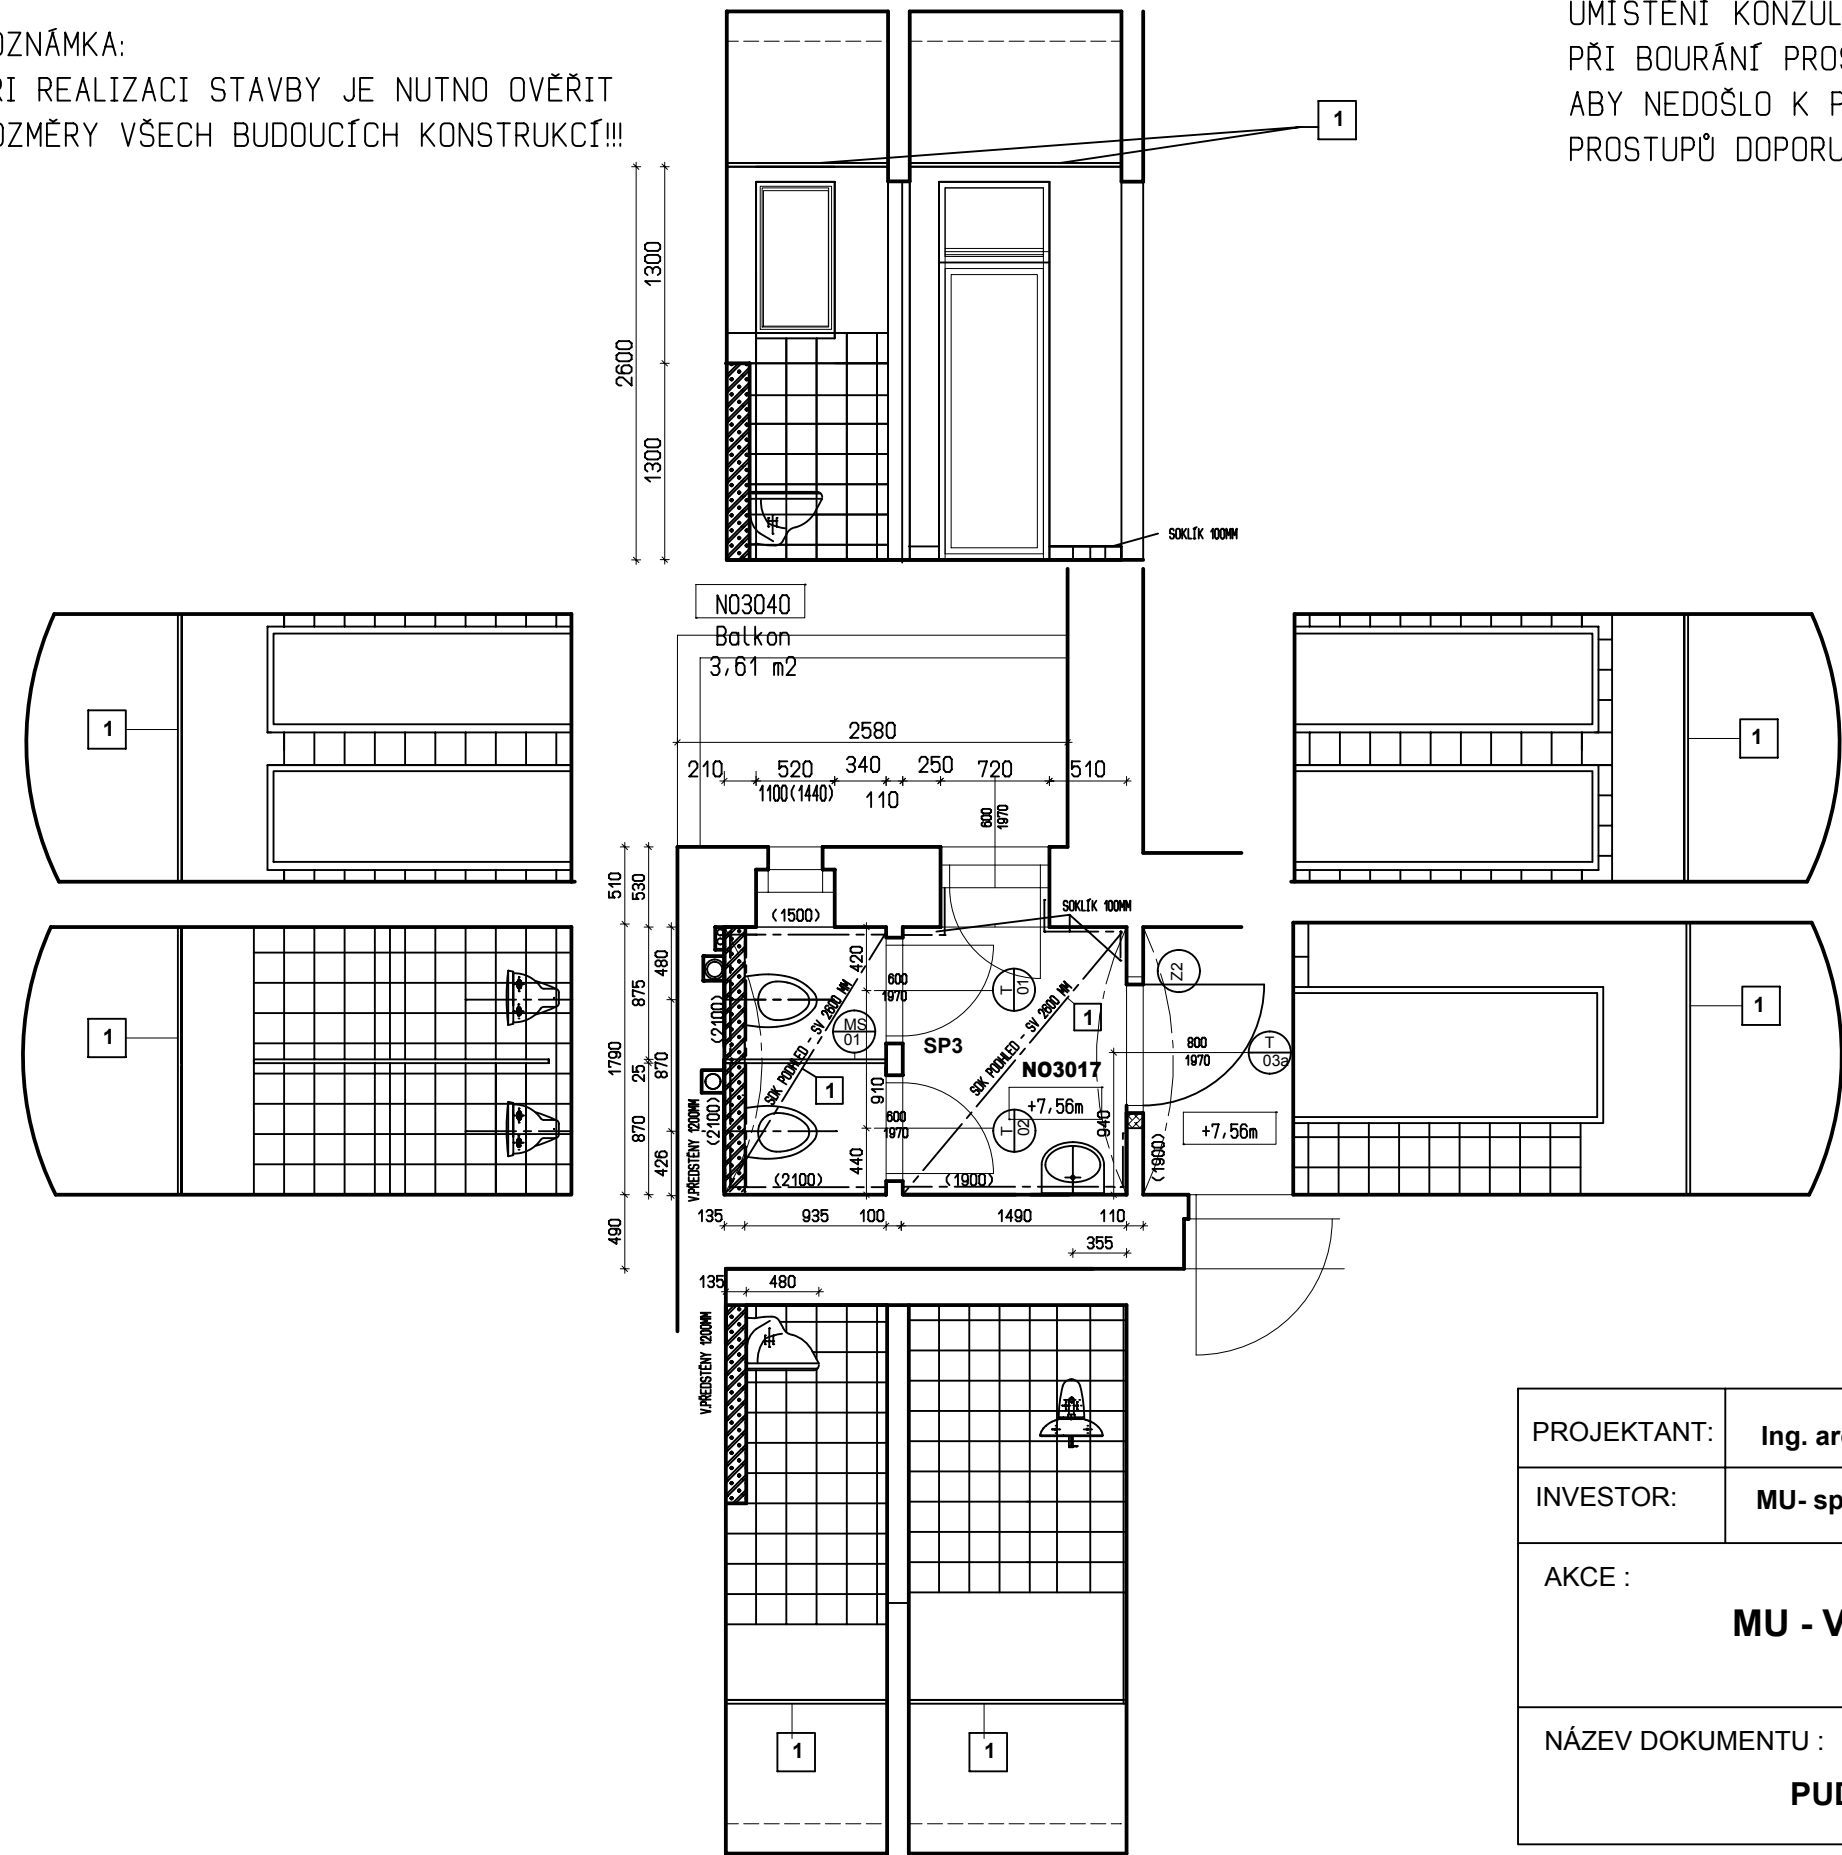 OZNÁMKA:
ŘI REALIZACI STAVBY JE NUTNO OVĚŘIT
OZMĚRY VŠECH BUDOUCÍCH KONSTRUKCÍ!!!
UMÍSTĚNÍ KONZUL
PŘI BOURÁNÍ PROS
ABY NEDOŠLO K P
PROSTUPŮ DOPORU
1
1300
2600
1300
SOKLÍK 100MM
NO3040
Balkon
3,61 m2
1
1
2580
210
520
340
250
720
510
1100(1440)
110
600
1970
510
530
(1500)
SOKLÍK 100MM
480
875
420
600
1970
T
01
Z2
(2100)
SDK PODHLED - SV 2600 MM
MS
01
SP3
SDK PODHLED - SV 2600 MM
1
800
1970
T
03a
1
1
1790
25
870
1
910
NO3017
+7,56m
870
426
V.PŘEDSTĚNY 1200MM
(2100)
600
1970
T
02
940
+7,56m
440
(2100)
(1900)
(1900)
490
135
935
100
1490
110
355
135
480
V.PŘEDSTĚNY 1200MM
1
1
PROJEKTANT:
Ing. ar
INVESTOR:
MU- sp
AKCE :
MU - V
NÁZEV DOKUMENTU :
PUD